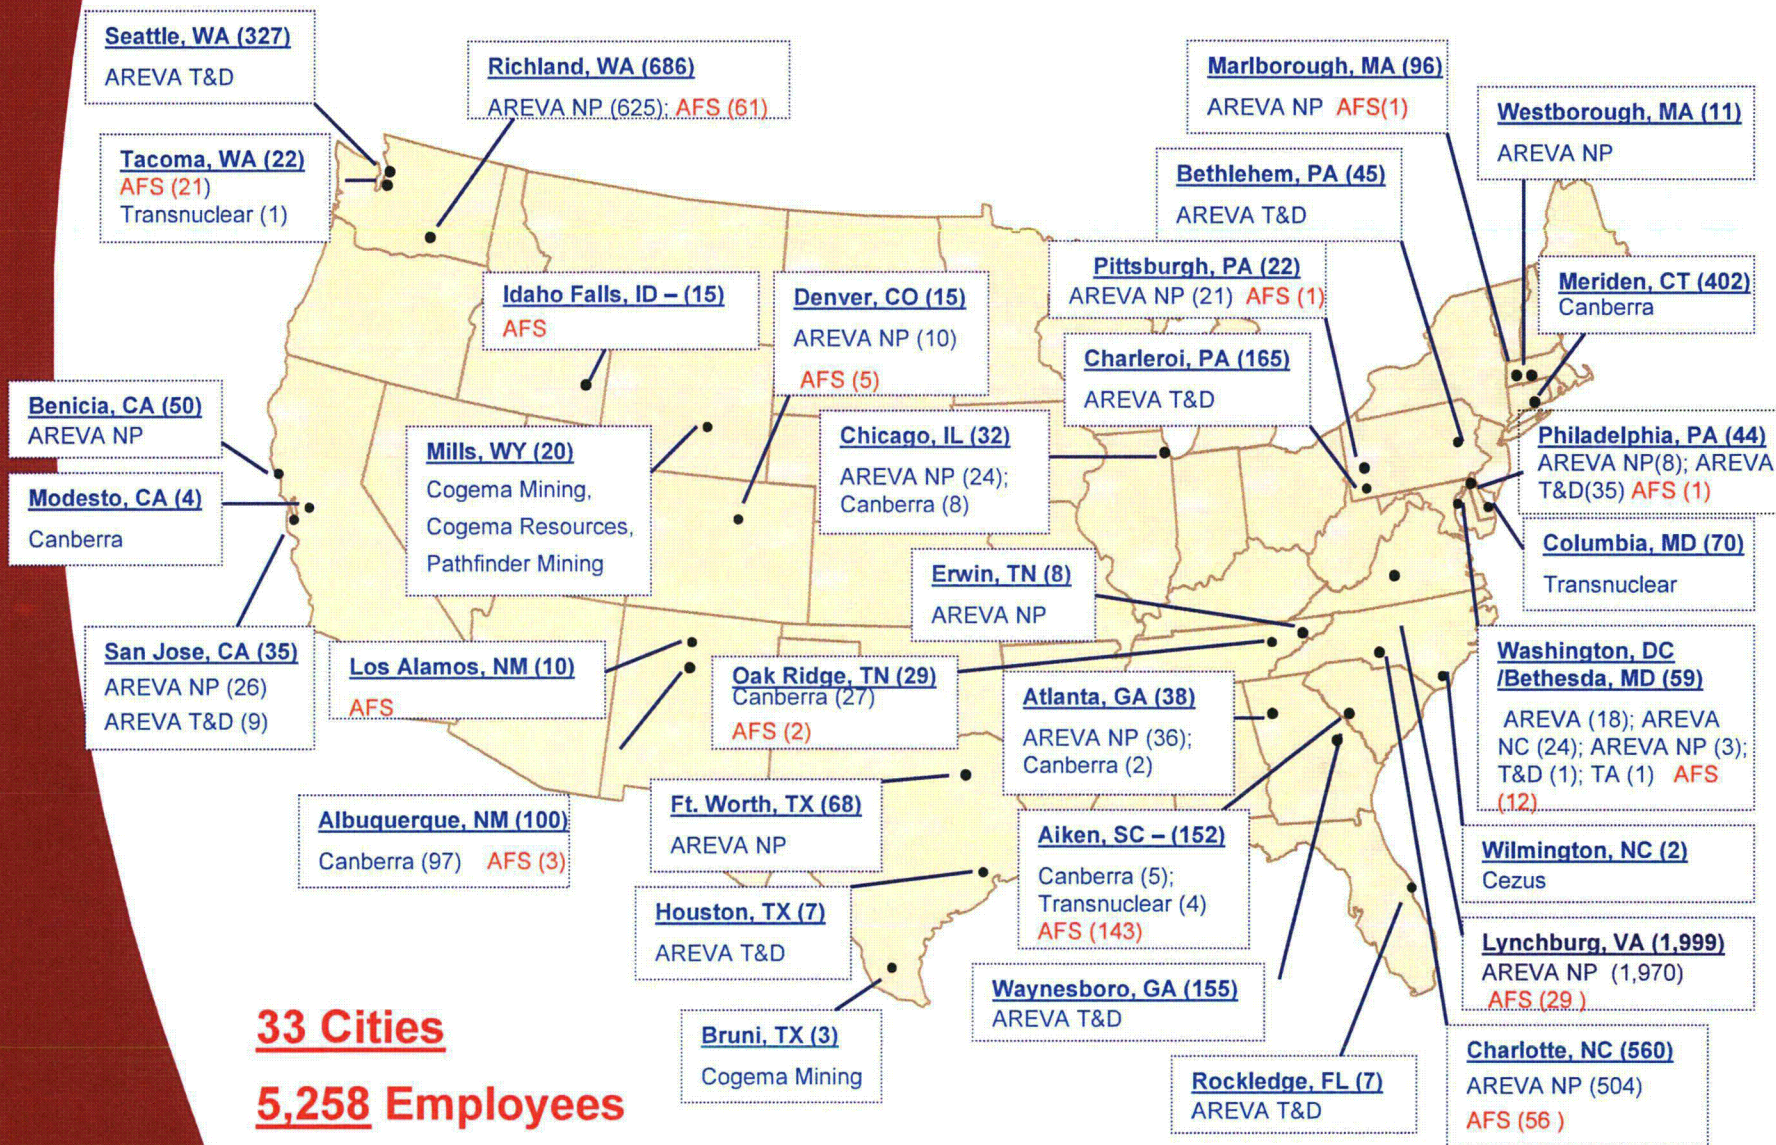 Seattle, WA (327)
AREVA T&D
Richland, WA (686)
AREVA NP (625); AFS (61)
Tacoma, WA (22)
AFS (21)
Transnuclear (1)
Marlborough, MA (96)
AREVA NP AFS(1)
Westborough, MA (11)
AREVA NP
Bethlehem, PA (45)
AREVA T&D
Pittsburgh, PA (22)
AREVA NP (21) AFS (1)
Meriden, CT (402)
Canberra
Idaho Falls, ID – (15)
AFS
Denver, CO (15)
AREVA NP (10)
AFS (5)
Charleroi, PA (165)
AREVA T&D
Benicia, CA (50)
AREVA NP
Mills, WY (20)
Cogema Mining,
Cogema Resources,
Pathfinder Mining
Chicago, IL (32)
AREVA NP (24);
Canberra (8)
Philadelphia, PA (44)
AREVA NP(8); AREVA
T&D(35) AFS (1)
Modesto, CA (4)
Canberra
Columbia, MD (70)
Transnuclear
Erwin, TN (8)
AREVA NP
San Jose, CA (35)
AREVA NP (26)
AREVA T&D (9)
Los Alamos, NM (10)
AFS
Oak Ridge, TN (29)
Canberra (27)
AFS (2)
Atlanta, GA (38)
AREVA NP (36);
Canberra (2)
Washington, DC
/Bethesda, MD (59)
AREVA (18); AREVA
NC (24); AREVA NP (3);
T&D (1); TA (1) AFS
(12)
Albuquerque, NM (100)
Canberra (97) AFS (3)
Ft. Worth, TX (68)
AREVA NP
Aiken, SC – (152)
Canberra (5);
Transnuclear (4)
AFS (143)
Wilmington, NC (2)
Cezus
Houston, TX (7)
AREVA T&D
Lynchburg, VA (1,999)
AREVA NP (1,970)
AFS (29 )
Waynesboro, GA (155)
AREVA T&D
Bruni, TX (3)
Cogema Mining
Rockledge, FL (7)
AREVA T&D
Charlotte, NC (560)
AREVA NP (504)
AFS (56 )
33 Cities
5,258 Employees